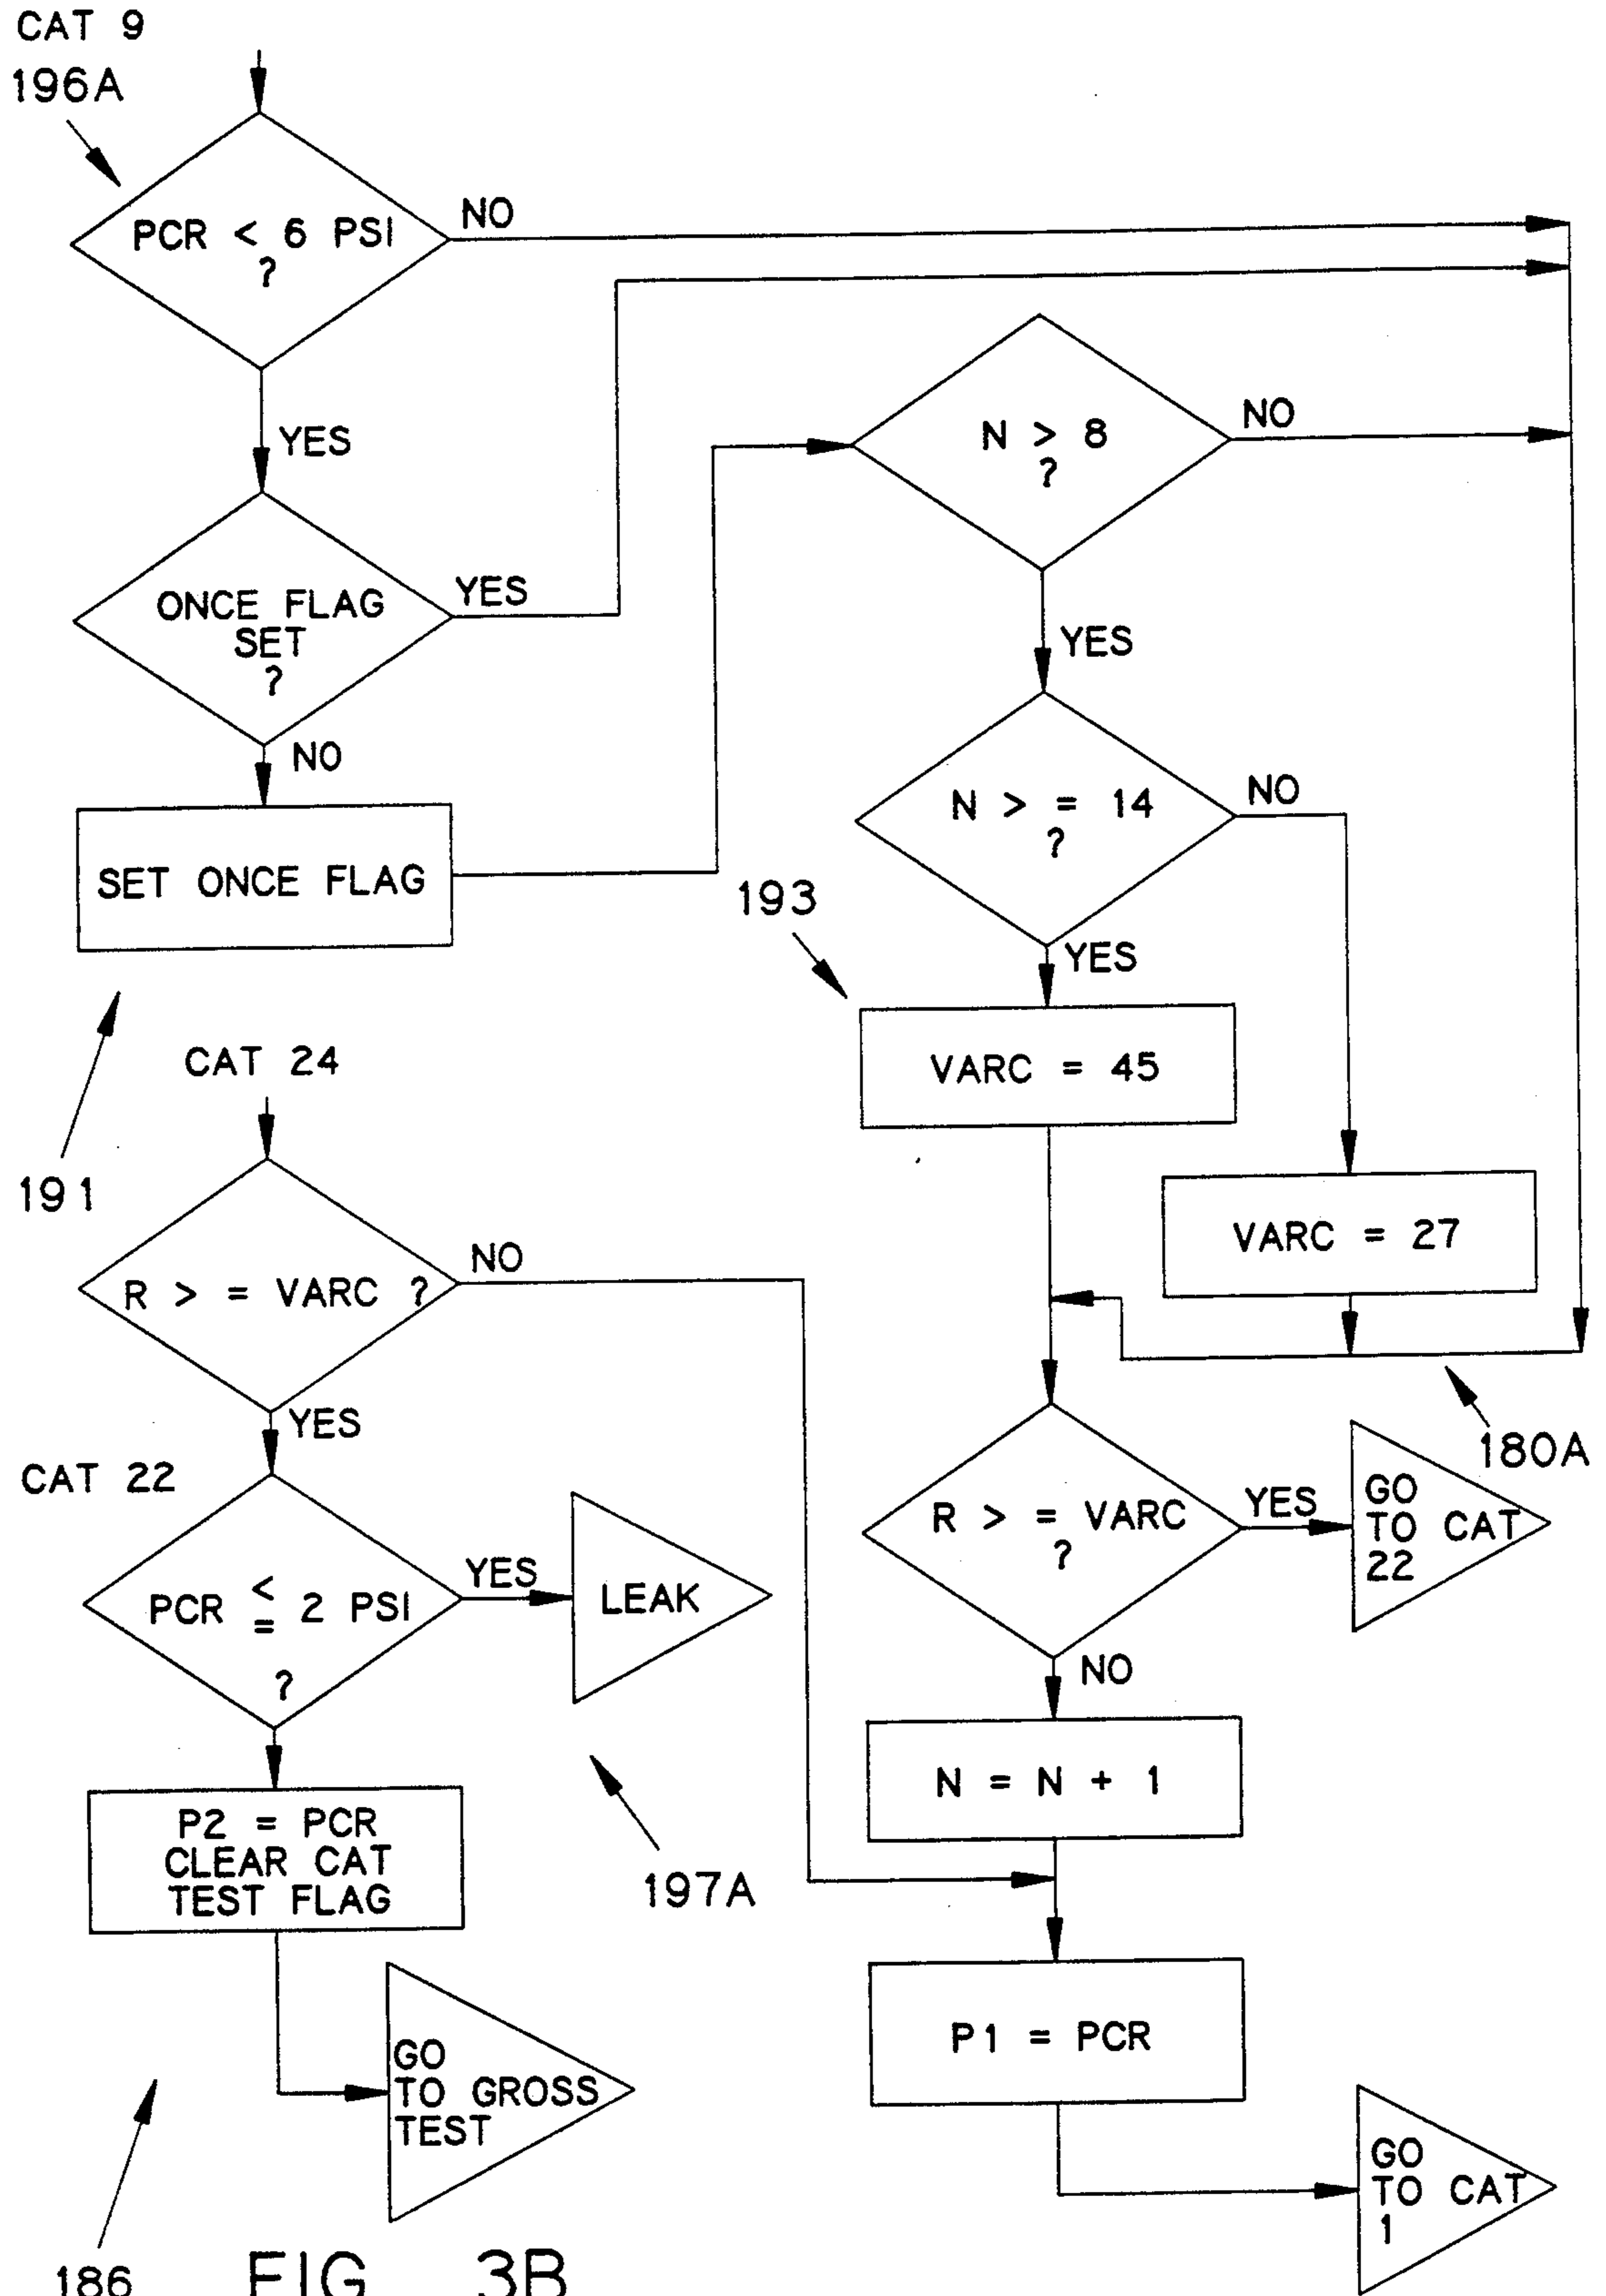 CAT 9
196A
PCR < 6 PSI
?
NO
YES
ONCE FLAG
SET
?
YES
NO
SET ONCE FLAG
191
N > 8
?
NO
YES
N > = 14
?
NO
YES
193
VARC = 45
VARC = 27
180A
CAT 24
R > = VARC ?
NO
YES
CAT 22
PCR <
= 2 PSI
?
YES
LEAK
197A
P2 = PCR
CLEAR CAT
TEST FLAG
GO
TO GROSS
TEST
186
R > = VARC
?
YES
GO
TO CAT
22
NO
N = N + 1
P1 = PCR
GO
TO CAT
1
FIG 3B